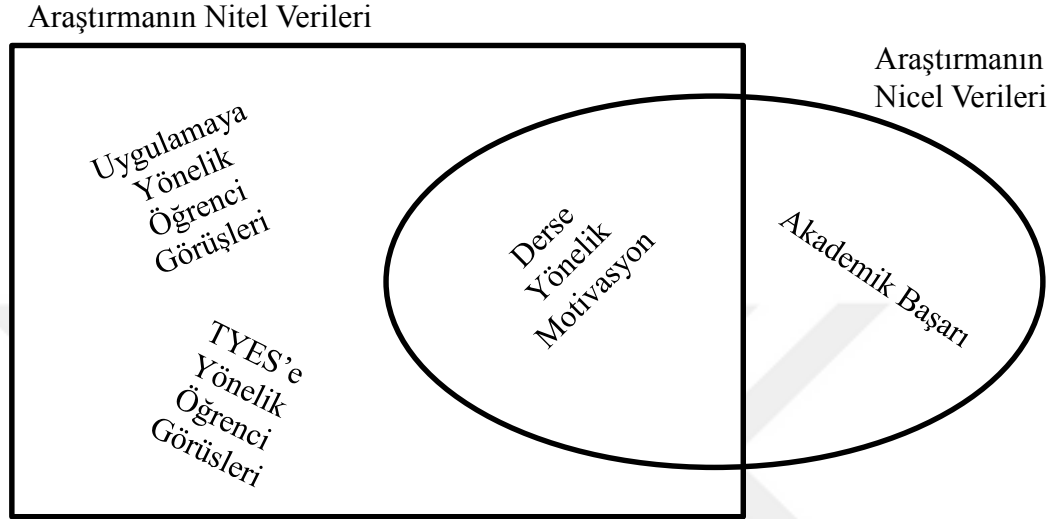 Araştırmanın Nitel Verileri
Araştırmanın
Nicel Verileri
Uygulamaya
Yönelik
Öğrenci
Görüşleri
Derse
Yönelik
Motivasyon
Akademik Başarı
TYES’e
Yönelik
Öğrenci
Görüsleri